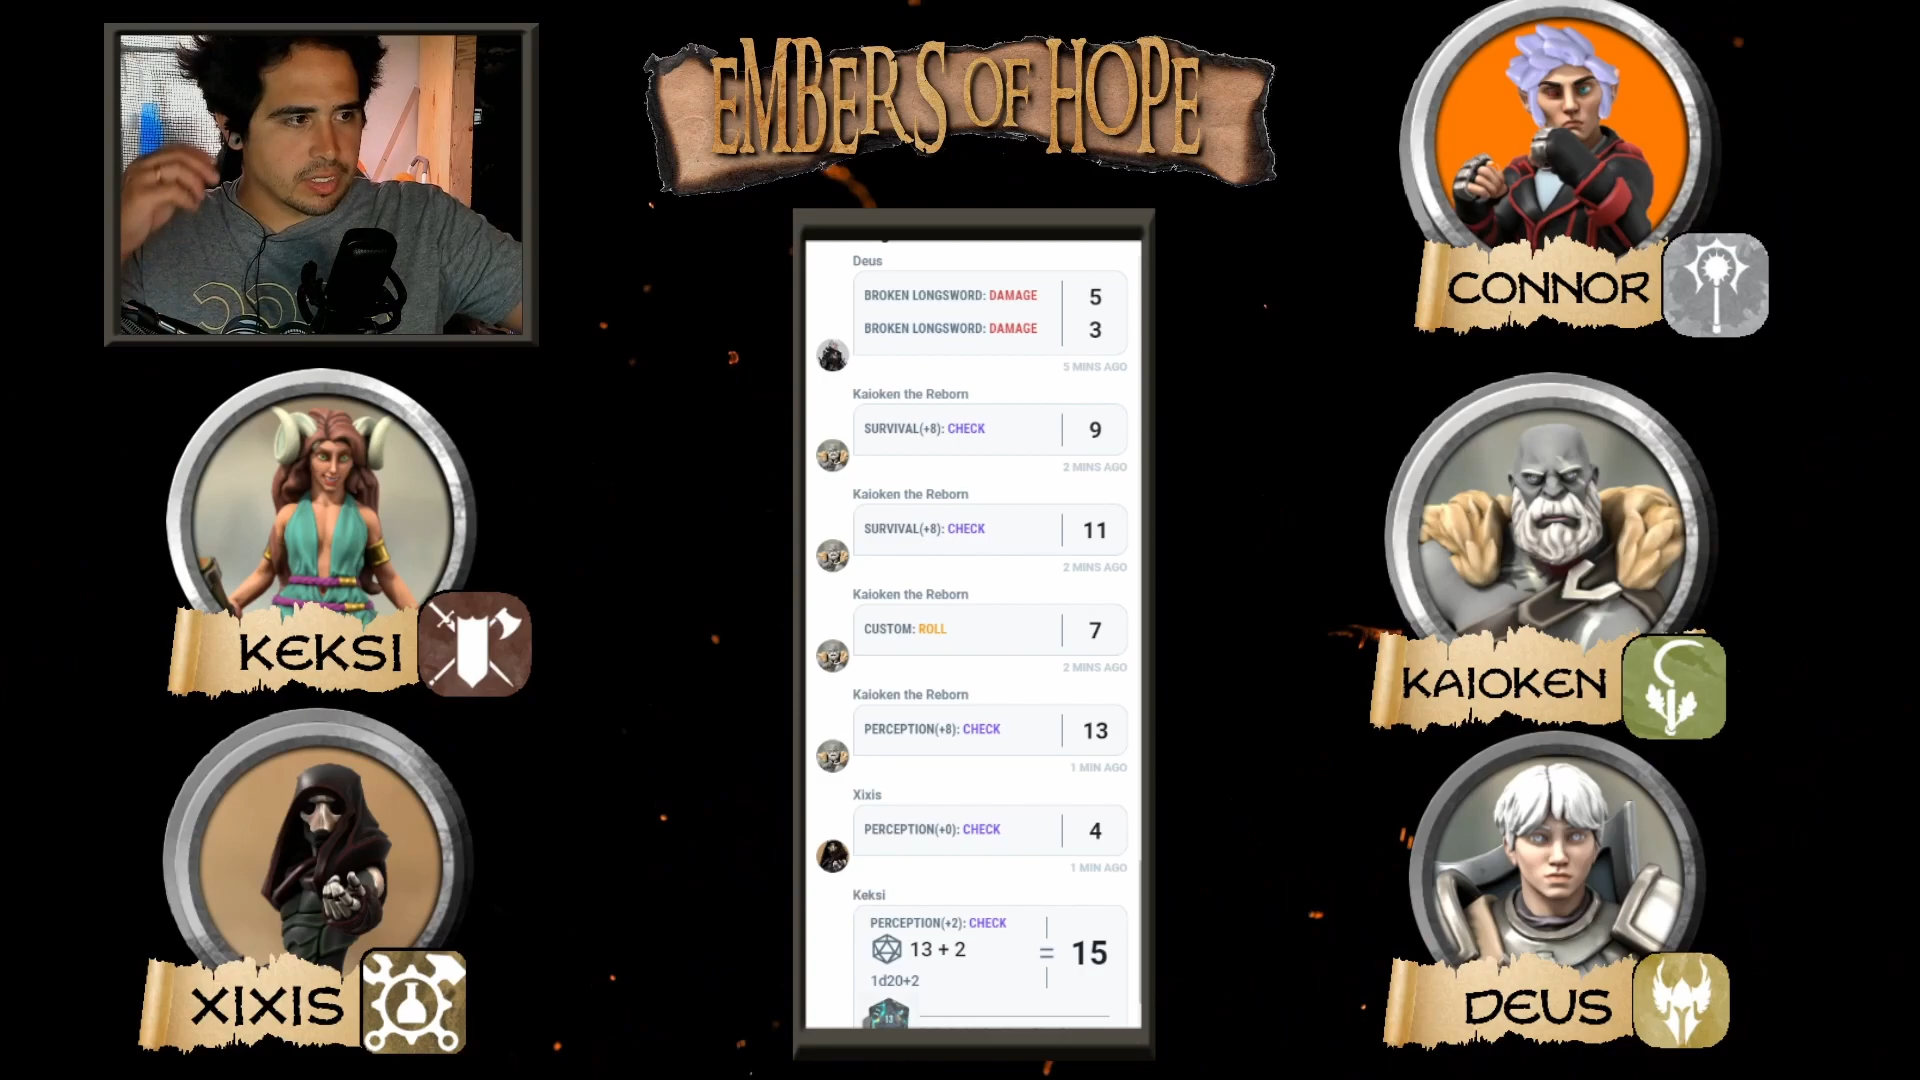 EMBERS OF HOPE
CONNOR
KEKSI
KAIOKEN
XIXIS
DEUS
Deus
BROKEN LONGSWORD: DAMAGE 5
BROKEN LONGSWORD: DAMAGE 3
5 MINS AGO
Kaioken the Reborn
SURVIVAL(+8): CHECK 9
2 MINS AGO
Kaioken the Reborn
SURVIVAL(+8): CHECK 11
2 MINS AGO
Kaioken the Reborn
CUSTOM: ROLL 7
2 MINS AGO
Kaioken the Reborn
PERCEPTION(+8): CHECK 13
1 MIN AGO
Xixis
PERCEPTION(+0): CHECK 4
1 MIN AGO
Keksi
PERCEPTION(+2): CHECK
13 + 2 = 15
1d20+2
13